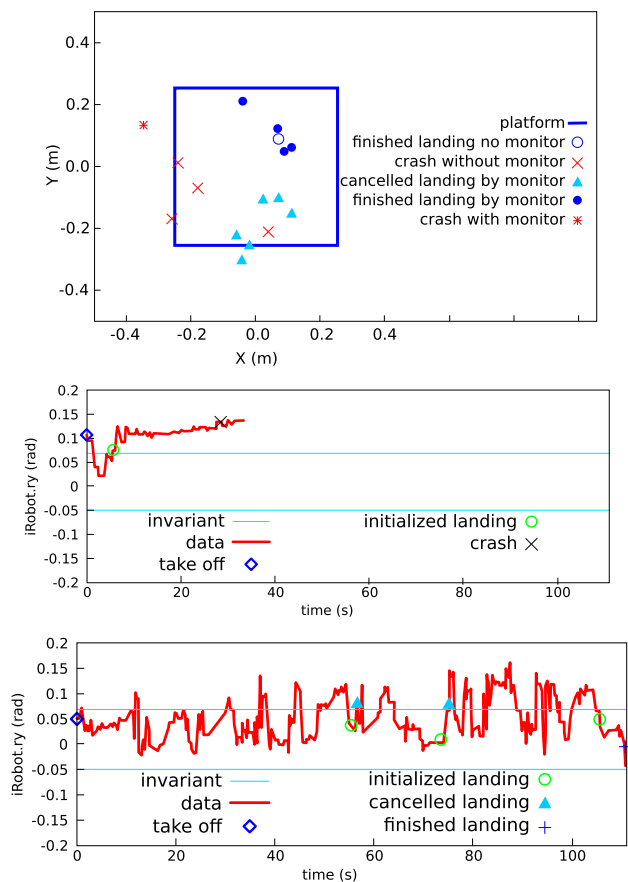 0.4
0.2
0.0
-0.2
-0.4
Y (m)
platform
finished landing no monitor
crash without monitor
cancelled landing by monitor
finished landing by monitor
crash with monitor
-0.4 -0.2 0.0 0.2 0.4
X (m)
0.2
0.15
0.1
0.05
0
-0.05
-0.1
-0.15
-0.2
iRobot.ry (rad)
invariant
data
take off
initialized landing
crash
0 20 40 60 80 100
time (s)
0.2
0.15
0.1
0.05
0
-0.05
-0.1
-0.15
-0.2
iRobot.ry (rad)
invariant
data
take off
initialized landing
cancelled landing
finished landing
0 20 40 60 80 100
time (s)